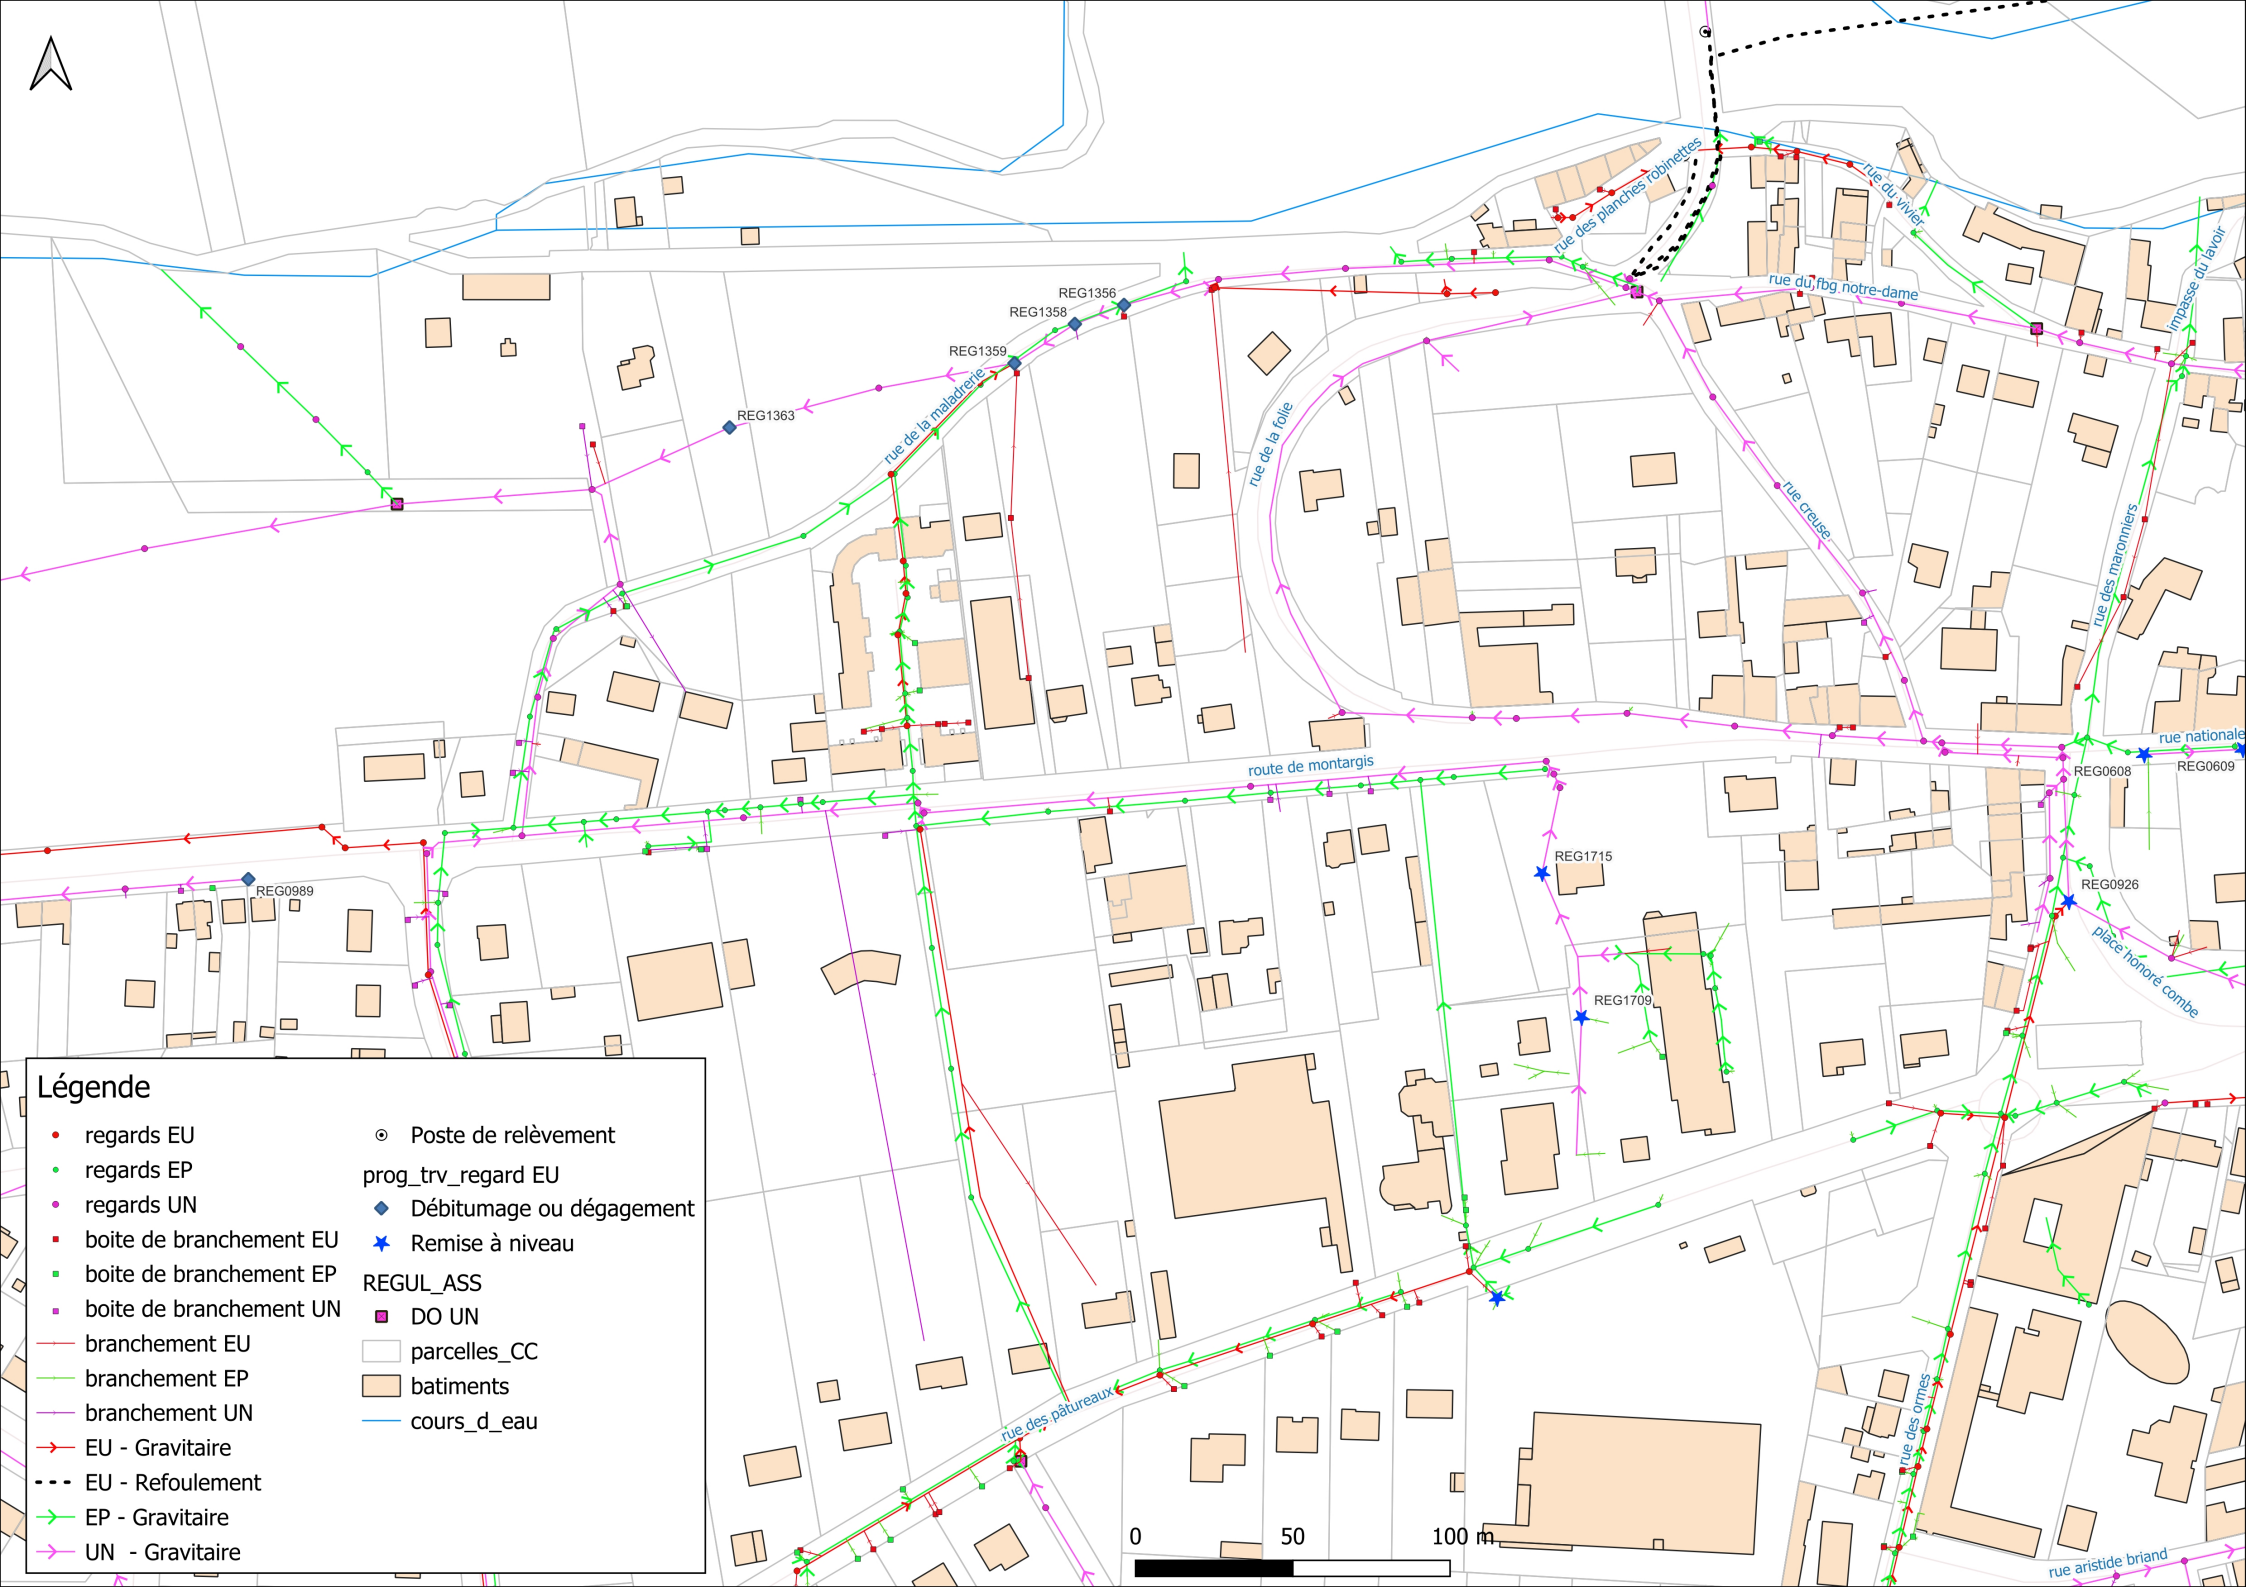 rue des planches robinettes
rue du vivier
impasse du lavoir
rue du fbg notre-dame
REG1356
REG1358
REG1359
rue de la maladrerie
REG1363
rue de la folie
rue creuse
rue des maronniers
rue nationale
route de montargis
REG0608
REG0609
REG1715
REG0926
REG0989
place honoré combe
REG1709
Légende
regards EU
regards EP
regards UN
boite de branchement EU
boite de branchement EP
boite de branchement UN
branchement EU
branchement EP
branchement UN
EU - Gravitaire
EU - Refoulement
EP - Gravitaire
UN - Gravitaire
Poste de relèvement
prog_trv_regard EU
Débitumage ou dégagement
Remise à niveau
REGUL_ASS
DO UN
parcelles_CC
batiments
cours_d_eau
rue des pâtureaux
rue des ormes
0 50 100 m
rue aristide briand